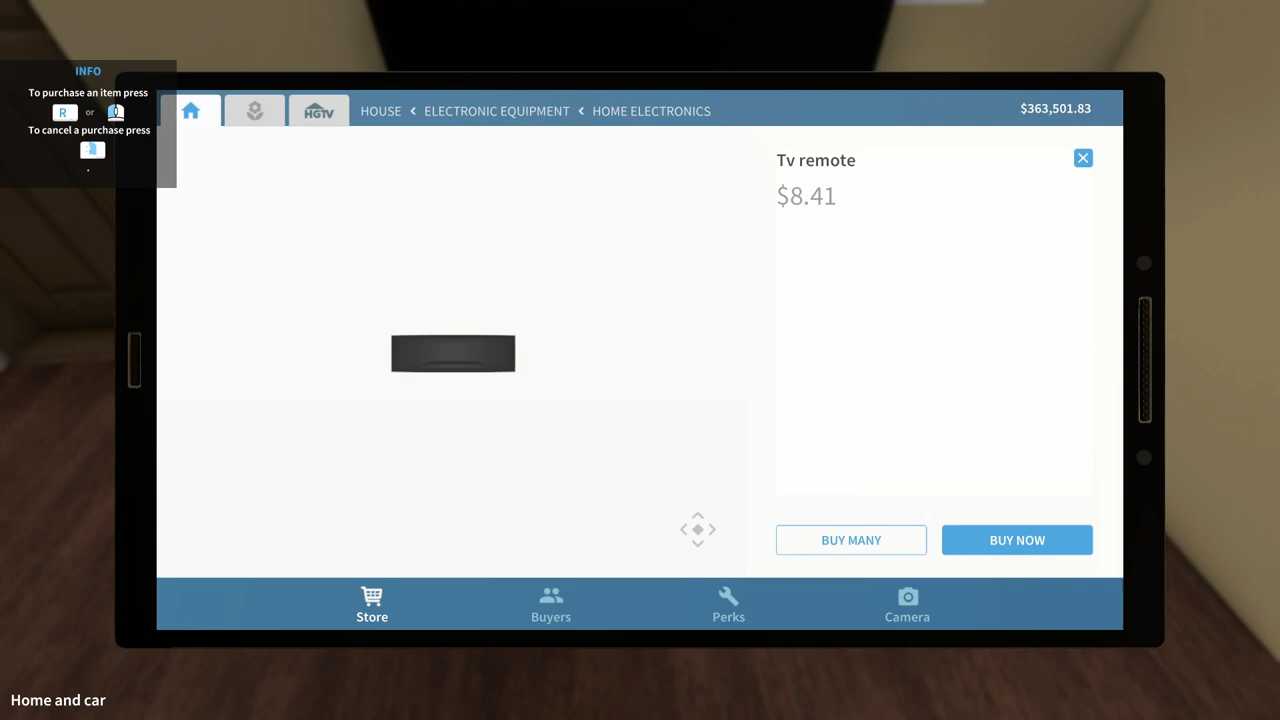 INFO
To purchase an item press
R or
To cancel a purchase press
.
HGTV
HOUSE < ELECTRONIC EQUIPMENT < HOME ELECTRONICS
$363,501.83
Tv remote
$8.41
BUY MANY
BUY NOW
Store
Buyers
Perks
Camera
Home and car